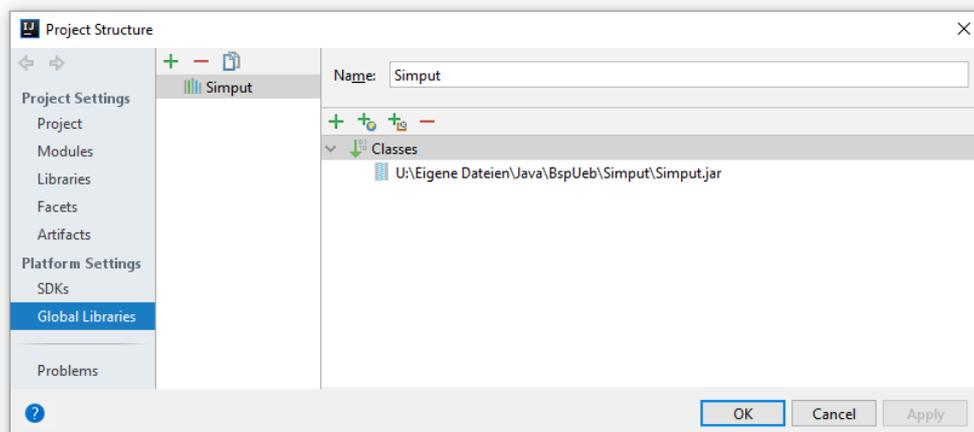 IJ
Project Structure
Project Settings
Project
Modules
Libraries
Facets
Artifacts
Platform Settings
SDKs
Global Libraries
Problems
Simput
Name: Simput
Classes
U:\Eigene Dateien\Java\BspUeb\Simput\Simput.jar
?
OK Cancel Apply